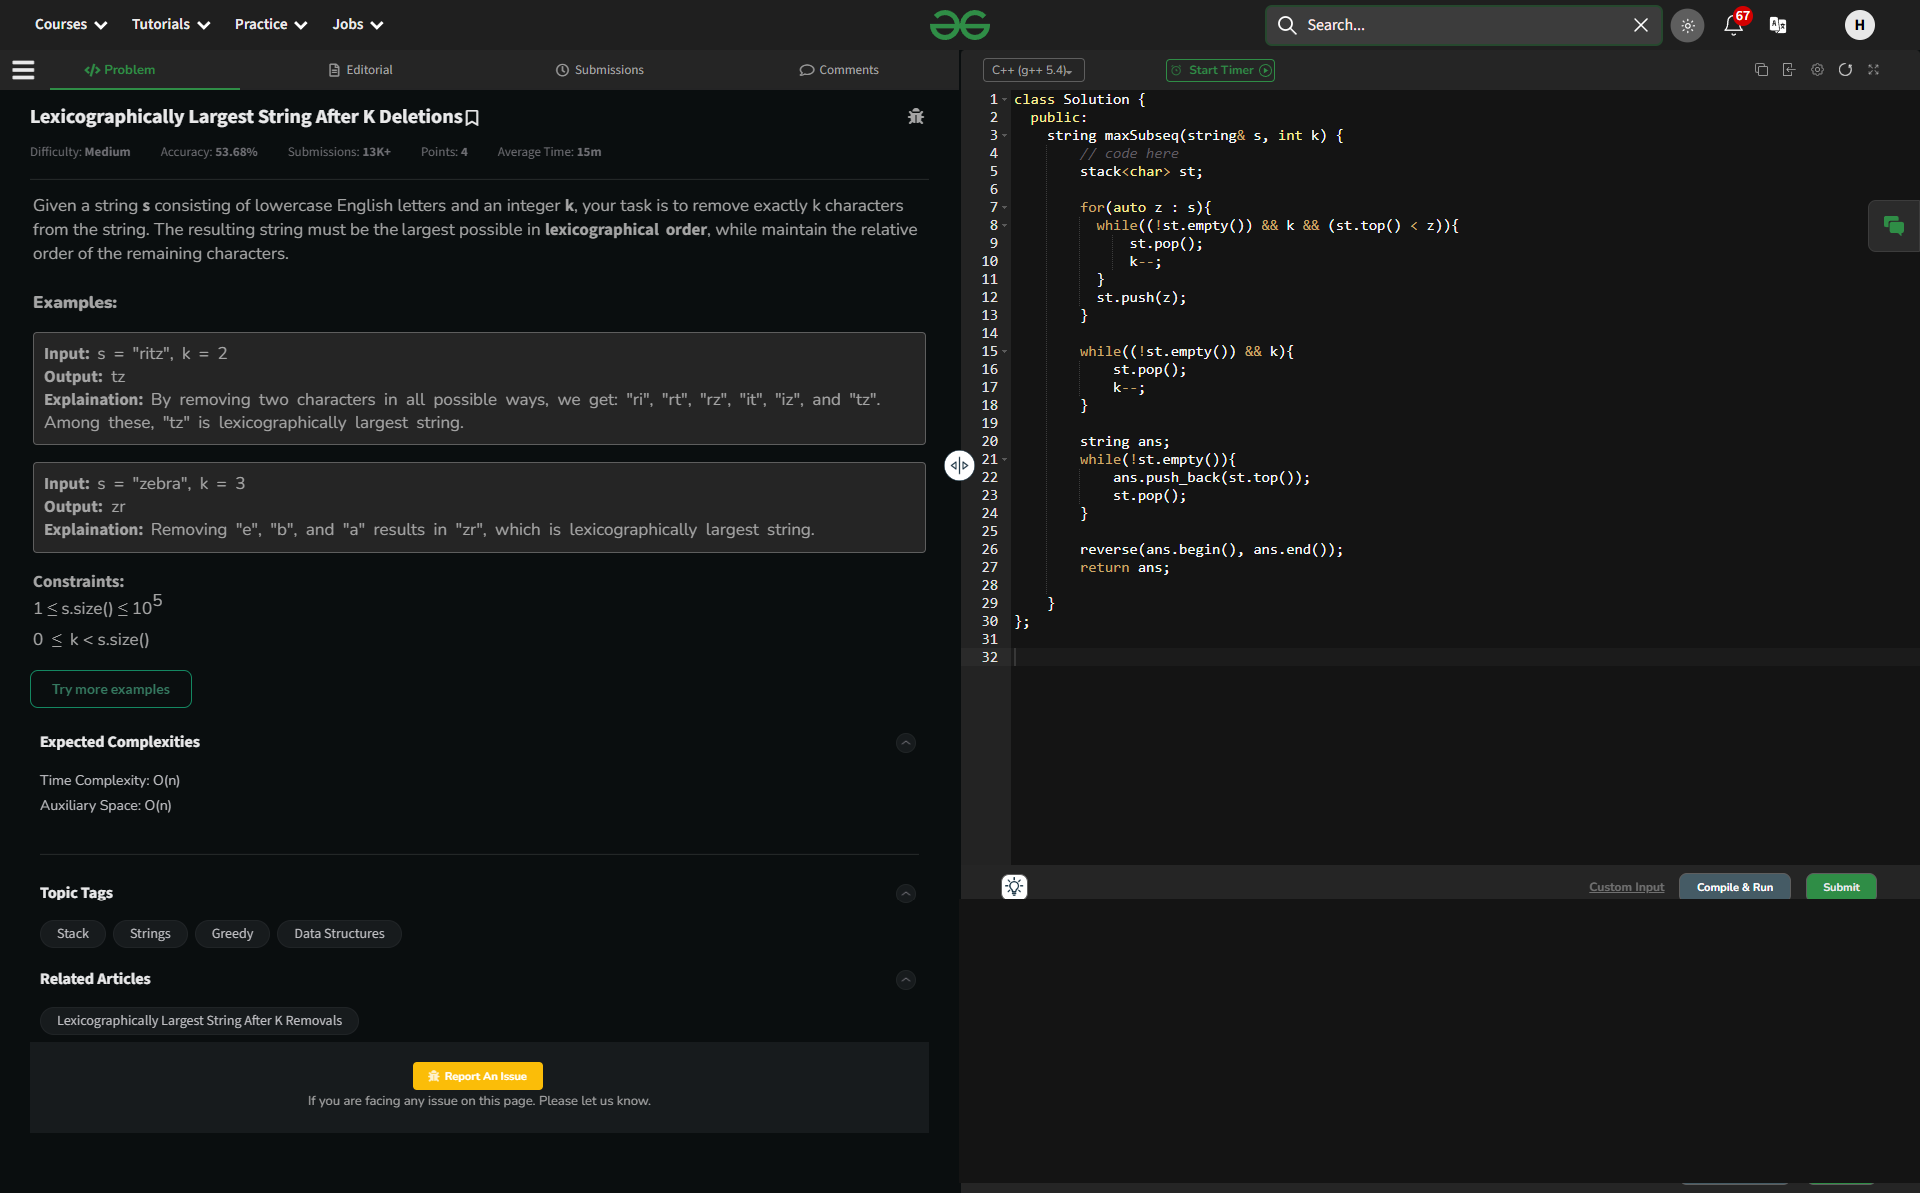 Courses Tutorials Practice Jobs Search... 67 H
Problem Editorial Submissions Comments
C++ (g++ 5.4) Start Timer
Lexicographically Largest String After K Deletions
Difficulty: Medium Accuracy: 53.68% Submissions: 13K+ Points: 4 Average Time: 15m
Given a string s consisting of lowercase English letters and an integer k, your task is to remove exactly k characters
from the string. The resulting string must be the largest possible in lexicographical order, while maintain the relative
order of the remaining characters.
Examples:
Input: s = "ritz", k = 2
Output: tz
Explaination: By removing two characters in all possible ways, we get: "ri", "rt", "rz", "it", "iz", and "tz".
Among these, "tz" is lexicographically largest string.
Input: s = "zebra", k = 3
Output: zr
Explaination: Removing "e", "b", and "a" results in "zr", which is lexicographically largest string.
Constraints:
1 ≤ s.size() ≤ 10^5
0 ≤ k < s.size()
Try more examples
Expected Complexities
Time Complexity: O(n)
Auxiliary Space: O(n)
Topic Tags
Stack Strings Greedy Data Structures
Related Articles
Lexicographically Largest String After K Removals
Report An Issue
If you are facing any issue on this page. Please let us know.
1 class Solution {
2   public:
3     string maxSubseq(string& s, int k) {
4         // code here
5         stack<char> st;
6
7         for(auto z : s){
8           while((!st.empty()) && k && (st.top() < z)){
9               st.pop();
10               k--;
11           }
12           st.push(z);
13         }
14
15         while((!st.empty()) && k){
16             st.pop();
17             k--;
18         }
19
20         string ans;
21         while(!st.empty()){
22             ans.push_back(st.top());
23             st.pop();
24         }
25
26         reverse(ans.begin(), ans.end());
27         return ans;
28
29     }
30 };
31
32
Custom Input Compile & Run Submit